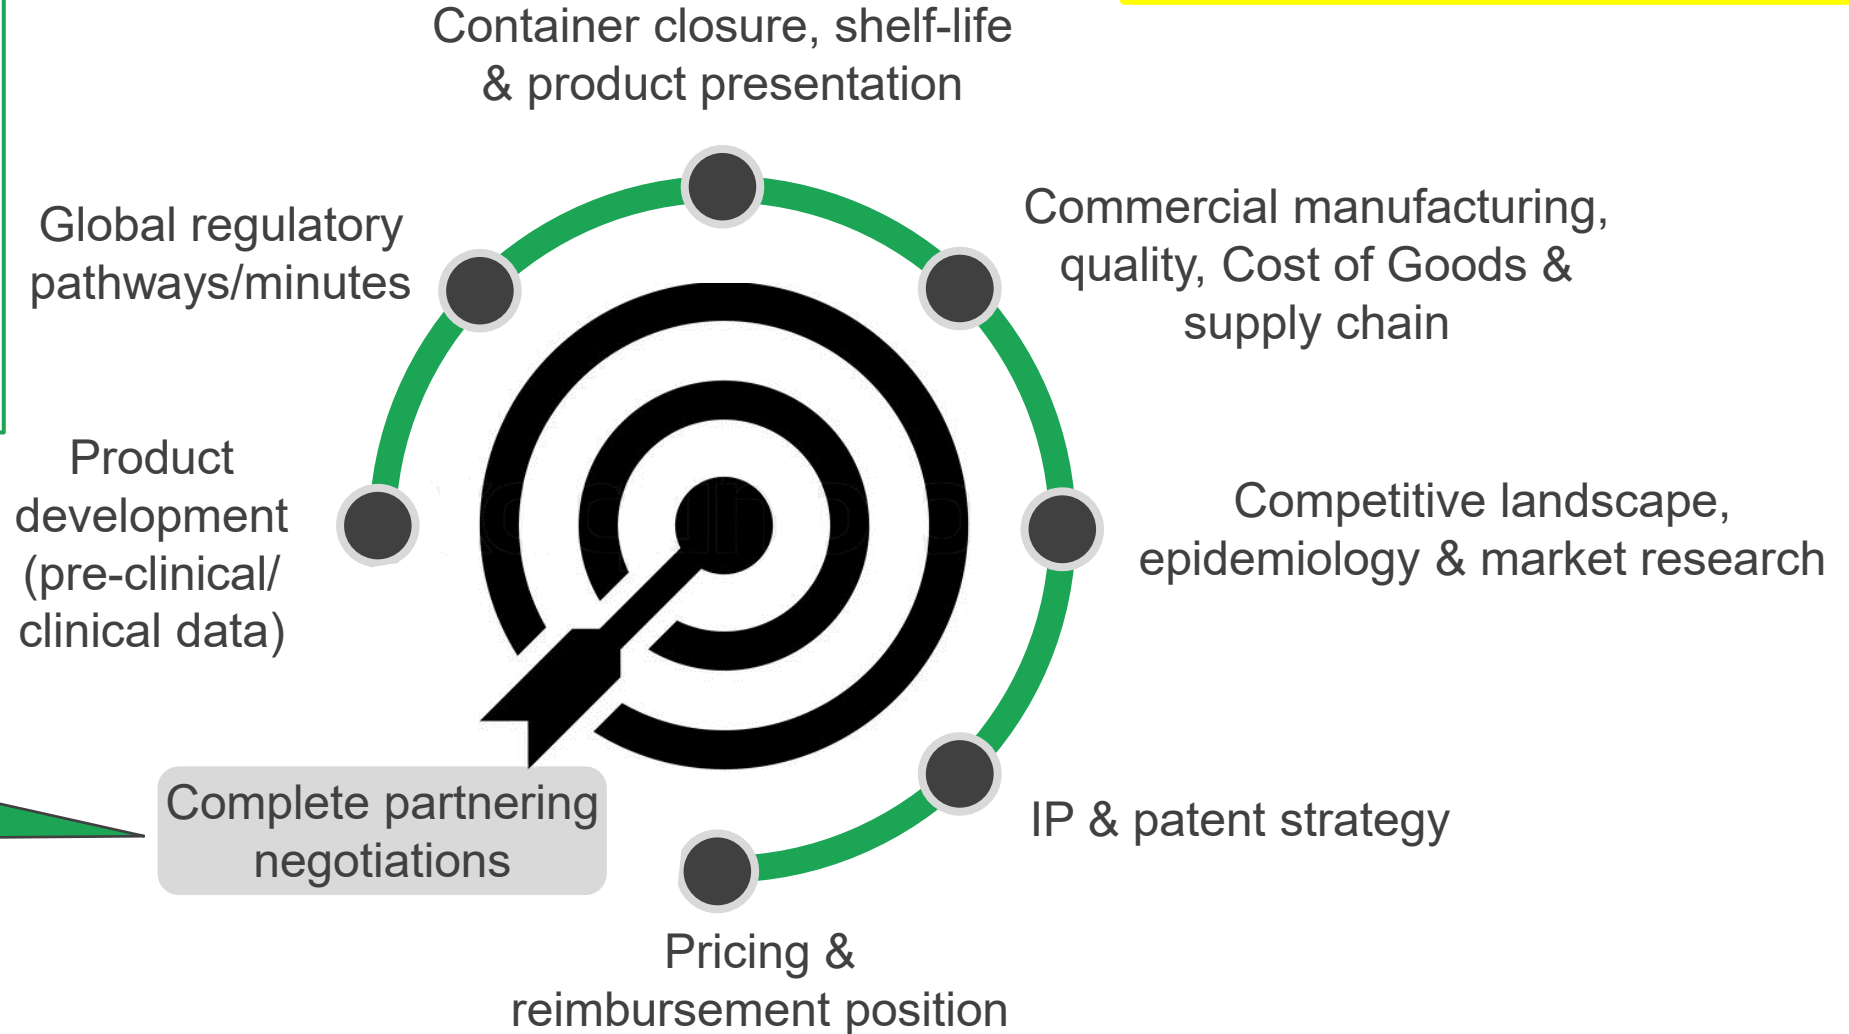 Container closure, shelf-life
& product presentation
Global regulatory
pathways/minutes
Commercial manufacturing,
quality, Cost of Goods &
supply chain
Product
development
(pre-clinical/
clinical data)
Competitive landscape,
epidemiology & market research
Complete partnering
negotiations
IP & patent strategy
Pricing &
reimbursement position